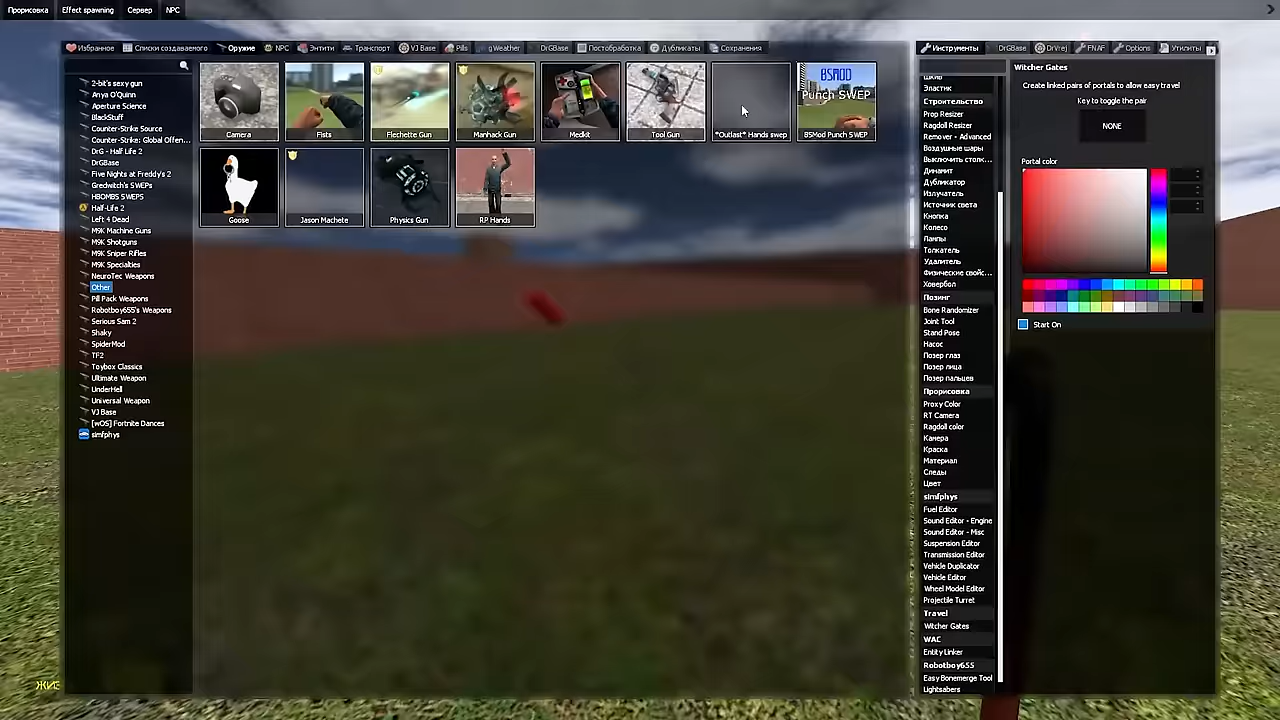 Прорисовка Effect spawning Сервер NPC
Избранное Списки создаваемого Оружие NPC Энтити Транспорт VJ Base Pills gWeather DrGBase Постобработка Дубликаты Сохранения
2-bit's sexy gun
Anya O'Quinn
Aperture Science
BlackStuff
Counter-Strike Source
Counter-Strike: Global Offen...
DrG - Half Life 2
DrGBase
Five Nights at Freddy's 2
Gredwitch's SWEPs
HBOMBS SWEPS
Half-Life 2
Left 4 Dead
M9K Machine Guns
M9K Shotguns
M9K Sniper Rifles
M9K Specialties
NeuroTec Weapons
Other
Pill Pack Weapons
Robotboy655's Weapons
Serious Sam 2
Shaky
SpiderMod
TF2
Toybox Classics
Ultimate Weapon
UnderHell
Universal Weapon
VJ Base
[wOS] Fortnite Dances
simfphys
BSMOD
Punch SWEP
Camera Fists Flechette Gun Manhack Gun Medkit Tool Gun *Outlast* Hands swep BSMod Punch SWEP
Goose Jason Machete Physics Gun RP Hands
Инструменты DrGBase DrVrej FNAF Options Утилиты
Эластик
Строительство
Prop Resizer
Ragdoll Resizer
Remover - Advanced
Воздушные шары
Выключить столк...
Динамит
Дубликатор
Излучатель
Источник света
Кнопка
Колесо
Лампы
Толкатель
Удалитель
Физические свой...
Ховербол
Позинг
Bone Randomizer
Joint Tool
Stand Pose
Насос
Позер глаз
Позер лица
Позер пальцев
Прорисовка
Proxy Color
RT Camera
Ragdoll color
Камера
Краска
Материал
Следы
Цвет
simfphys
Fuel Editor
Sound Editor - Engine
Sound Editor - Misc
Suspension Editor
Transmission Editor
Vehicle Duplicator
Vehicle Editor
Wheel Model Editor
Projectile Turret
Travel
Witcher Gates
WAC
Entity Linker
Robotboy655
Easy Bonemerge Tool
Lightsabers
Witcher Gates
Create linked pairs of portals to allow easy travel
Key to toggle the pair
NONE
Portal color
Start On